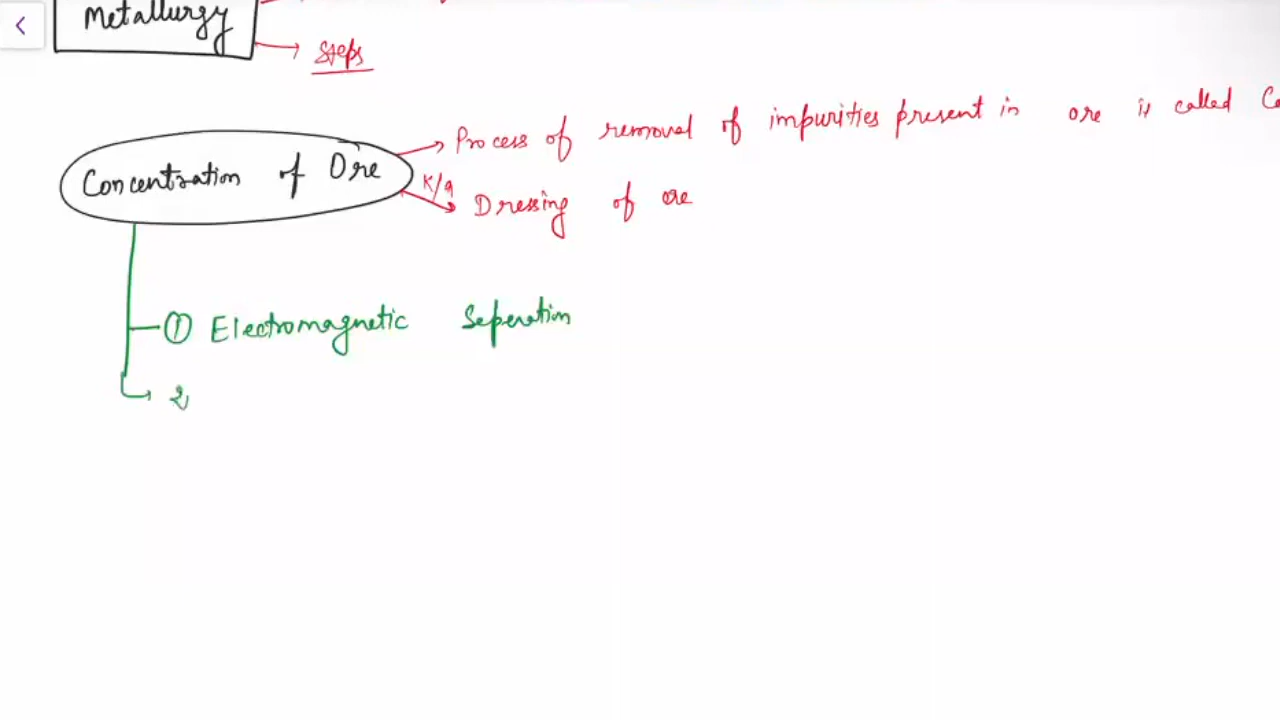 Metallurgy
Steps
Process of removal of impurities present in ore is called Co
Concentration of Ore
K/a
Dressing of ore
① Electromagnetic Seperation
2